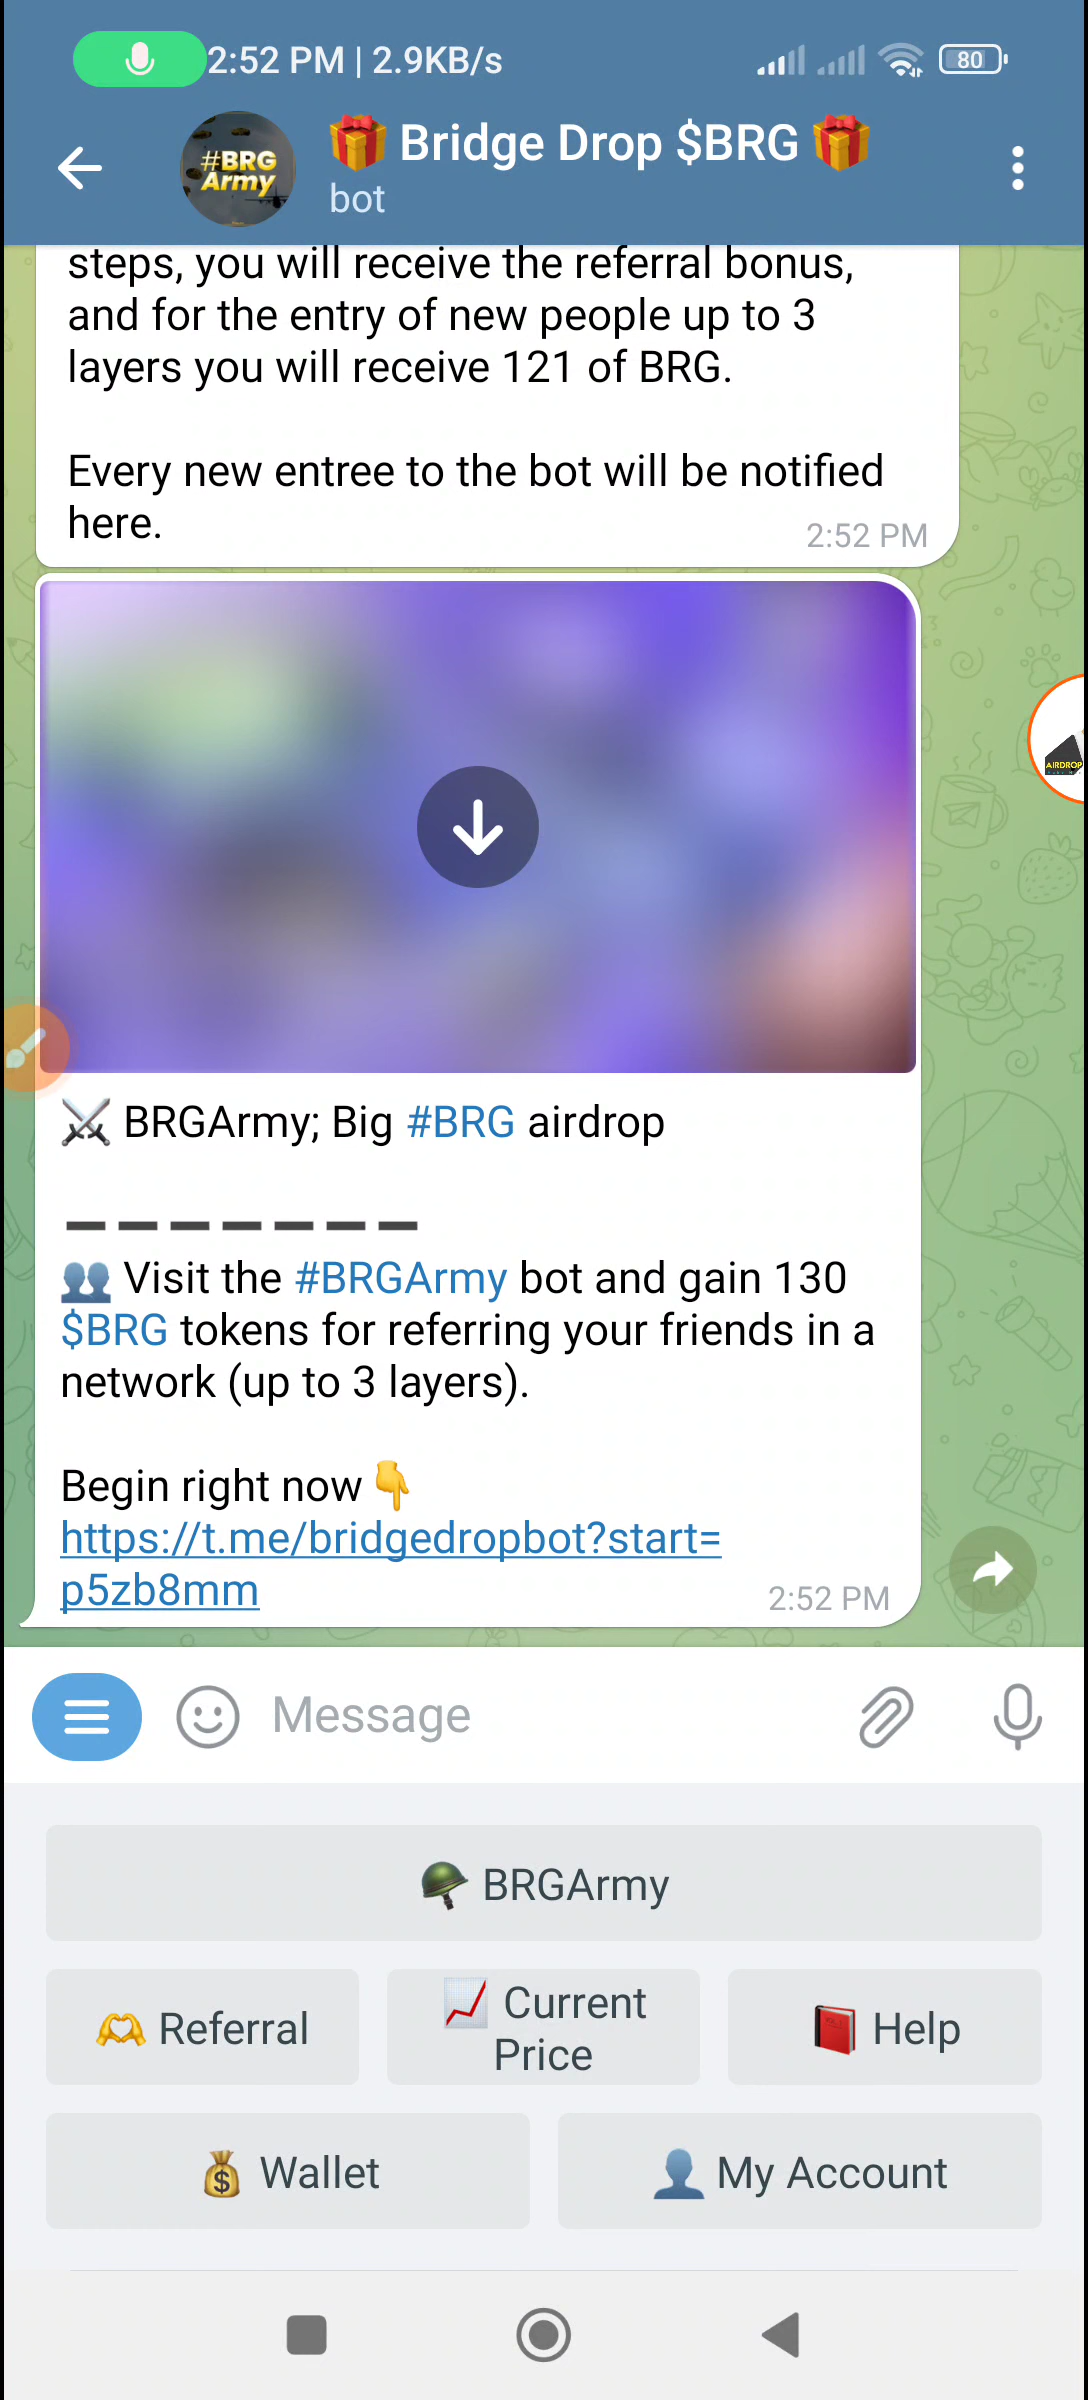 2:52 PM | 2.9KB/s
80
#BRG
Army
🎁 Bridge Drop $BRG 🎁
bot
steps, you will receive the referral bonus,
and for the entry of new people up to 3
layers you will receive 121 of BRG.
Every new entree to the bot will be notified
here.
2:52 PM
AIRDROP
⚔️ BRGArmy; Big #BRG airdrop
➖➖➖➖➖➖➖
👥 Visit the #BRGArmy bot and gain 130
$BRG tokens for referring your friends in a
network (up to 3 layers).
Begin right now👇
https://t.me/bridgedropbot?start=
p5zb8mm
2:52 PM
Message
🪖 BRGArmy
🫶 Referral
📈 Current
Price
📕 Help
💰 Wallet
👤 My Account